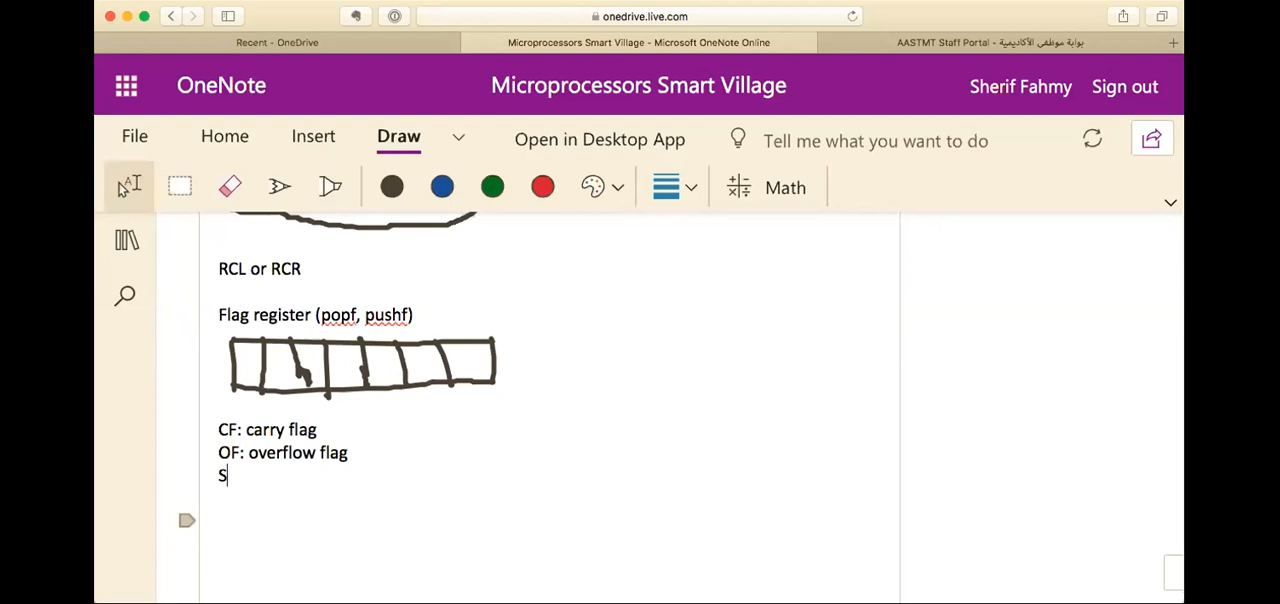 onedrive.live.com
Recent - OneDrive
Microprocessors Smart Village - Microsoft OneNote Online
AASTMT Staff Portal - بوابة موظفي الأكاديمية
OneNote
Microprocessors Smart Village
Sherif Fahmy
Sign out
File
Home
Insert
Draw
Open in Desktop App
Tell me what you want to do
Math
RCL or RCR
Flag register (popf, pushf)
CF: carry flag
OF: overflow flag
S